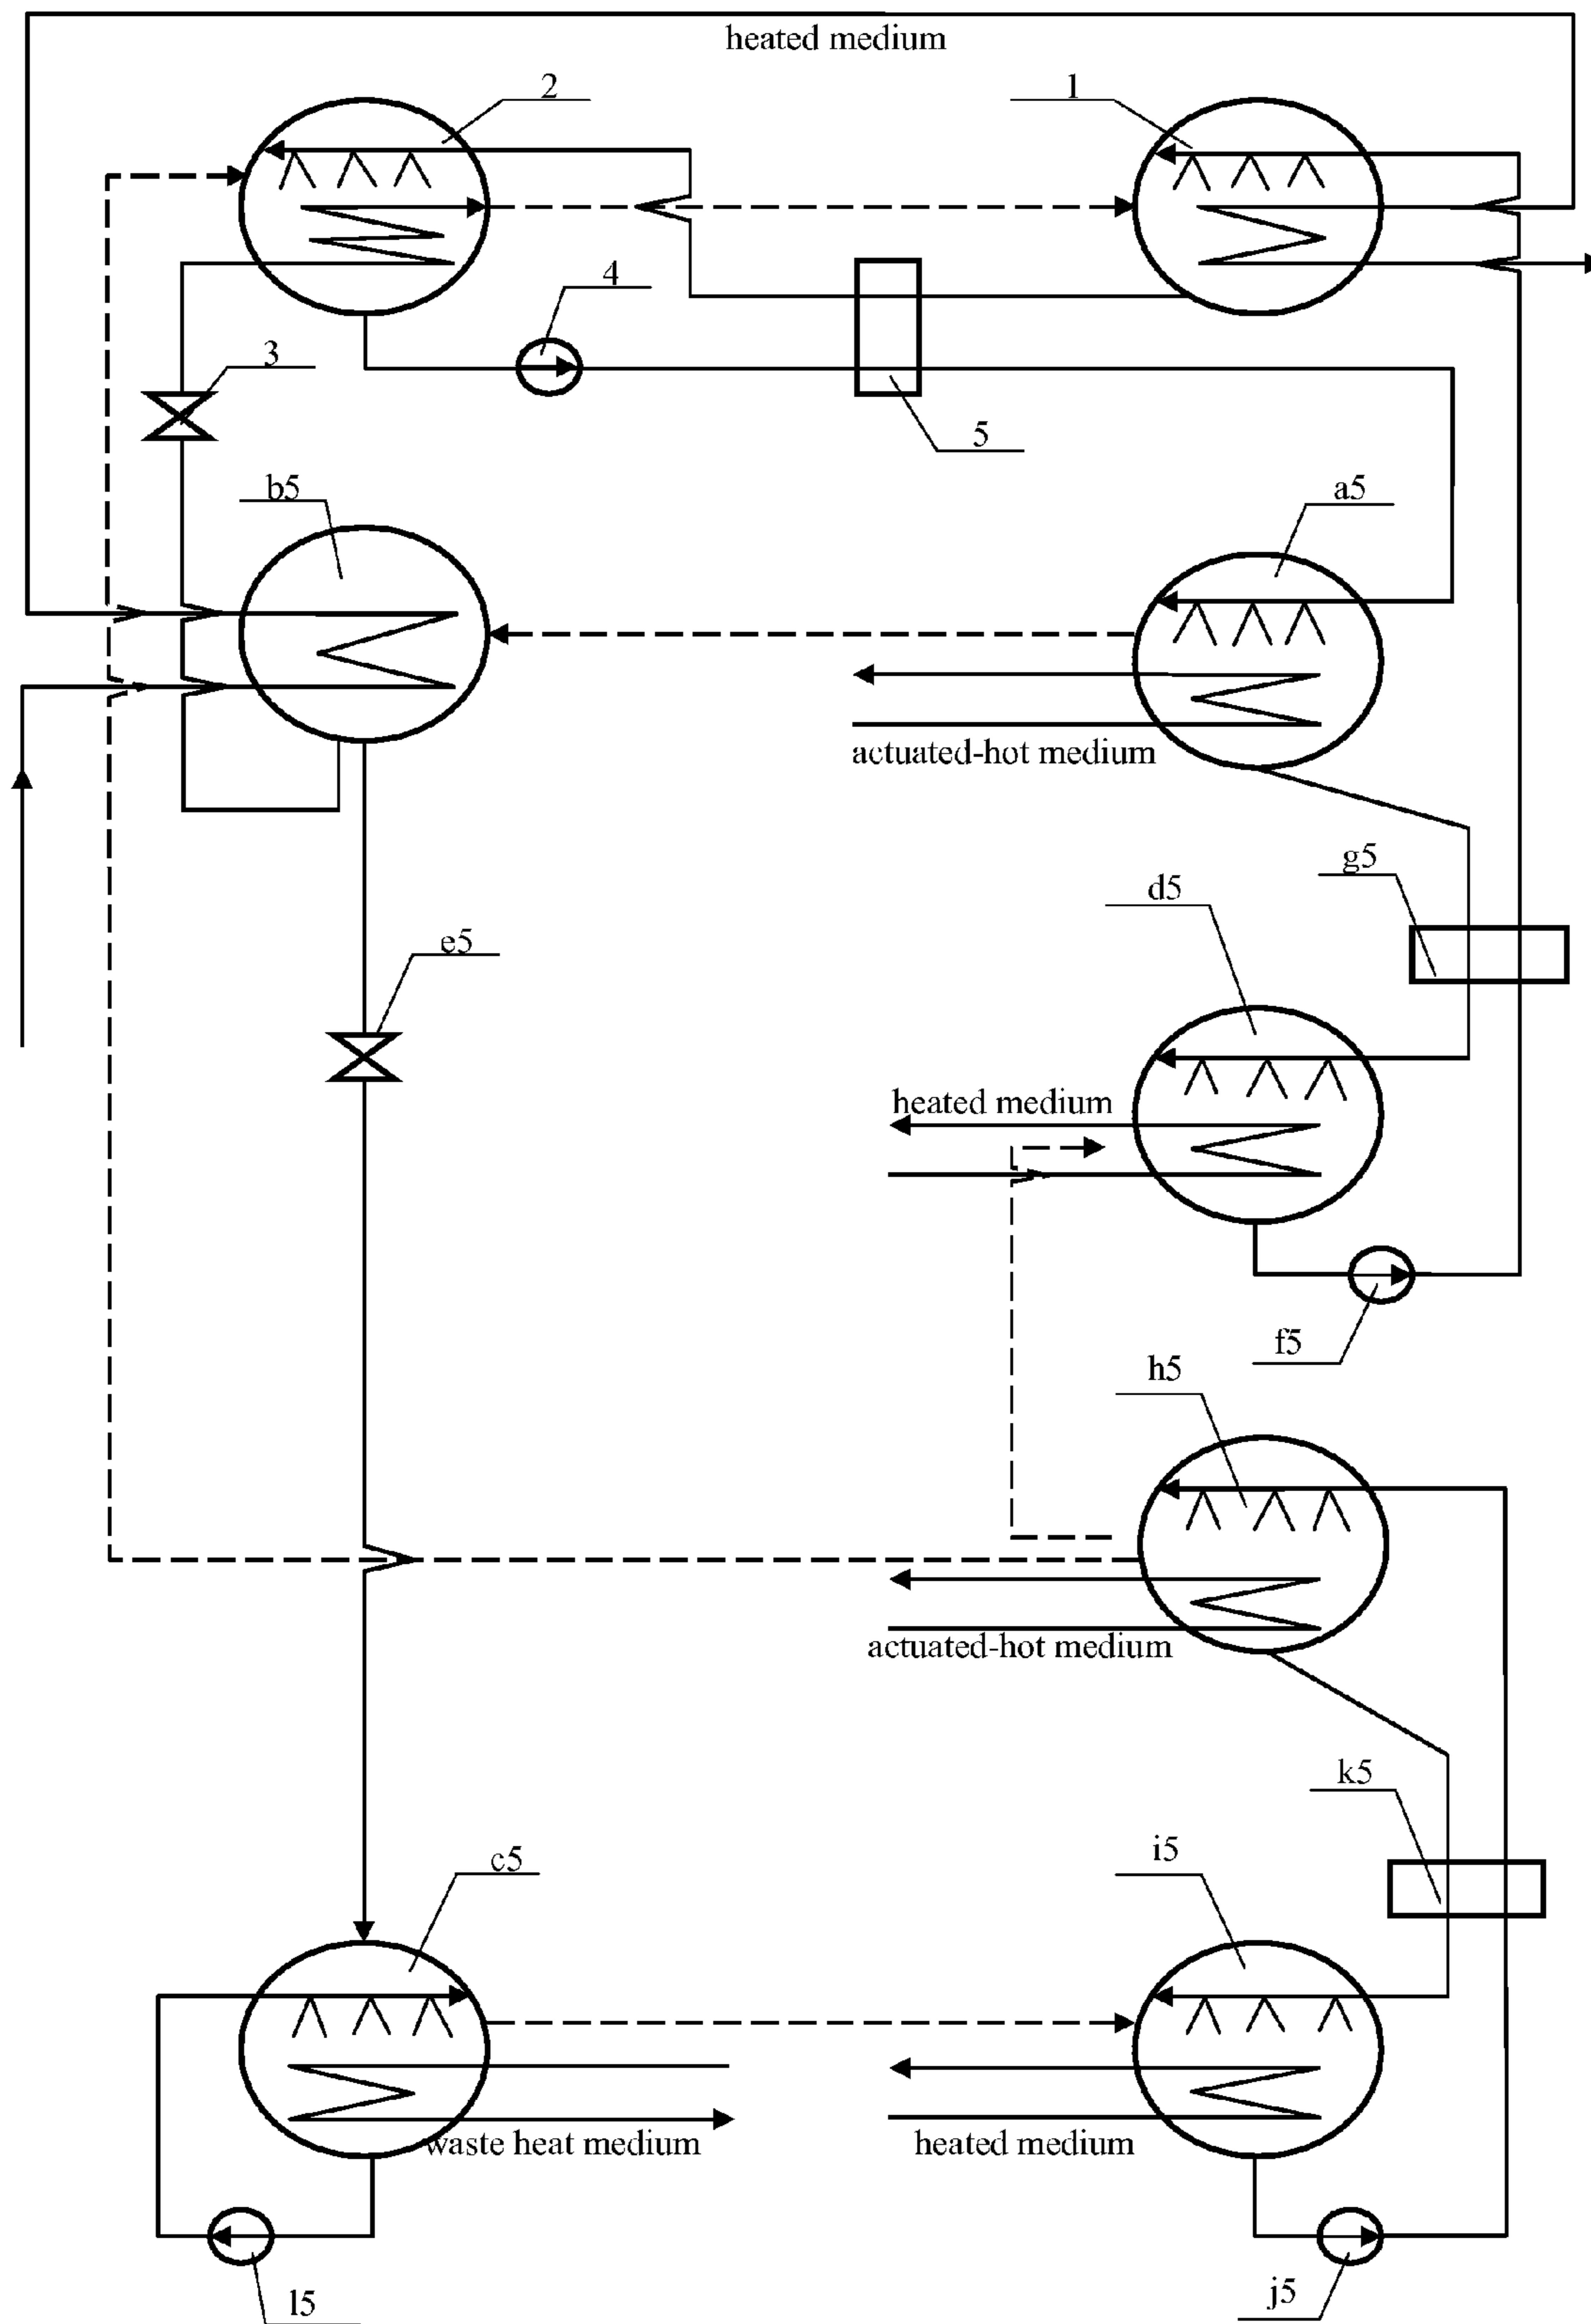 heated medium
2
1
4
3
5
b5
a5
actuated-hot medium
g5
d5
e5
heated medium
f5
h5
actuated-hot medium
k5
i5
c5
waste heat medium
heated medium
l5
j5